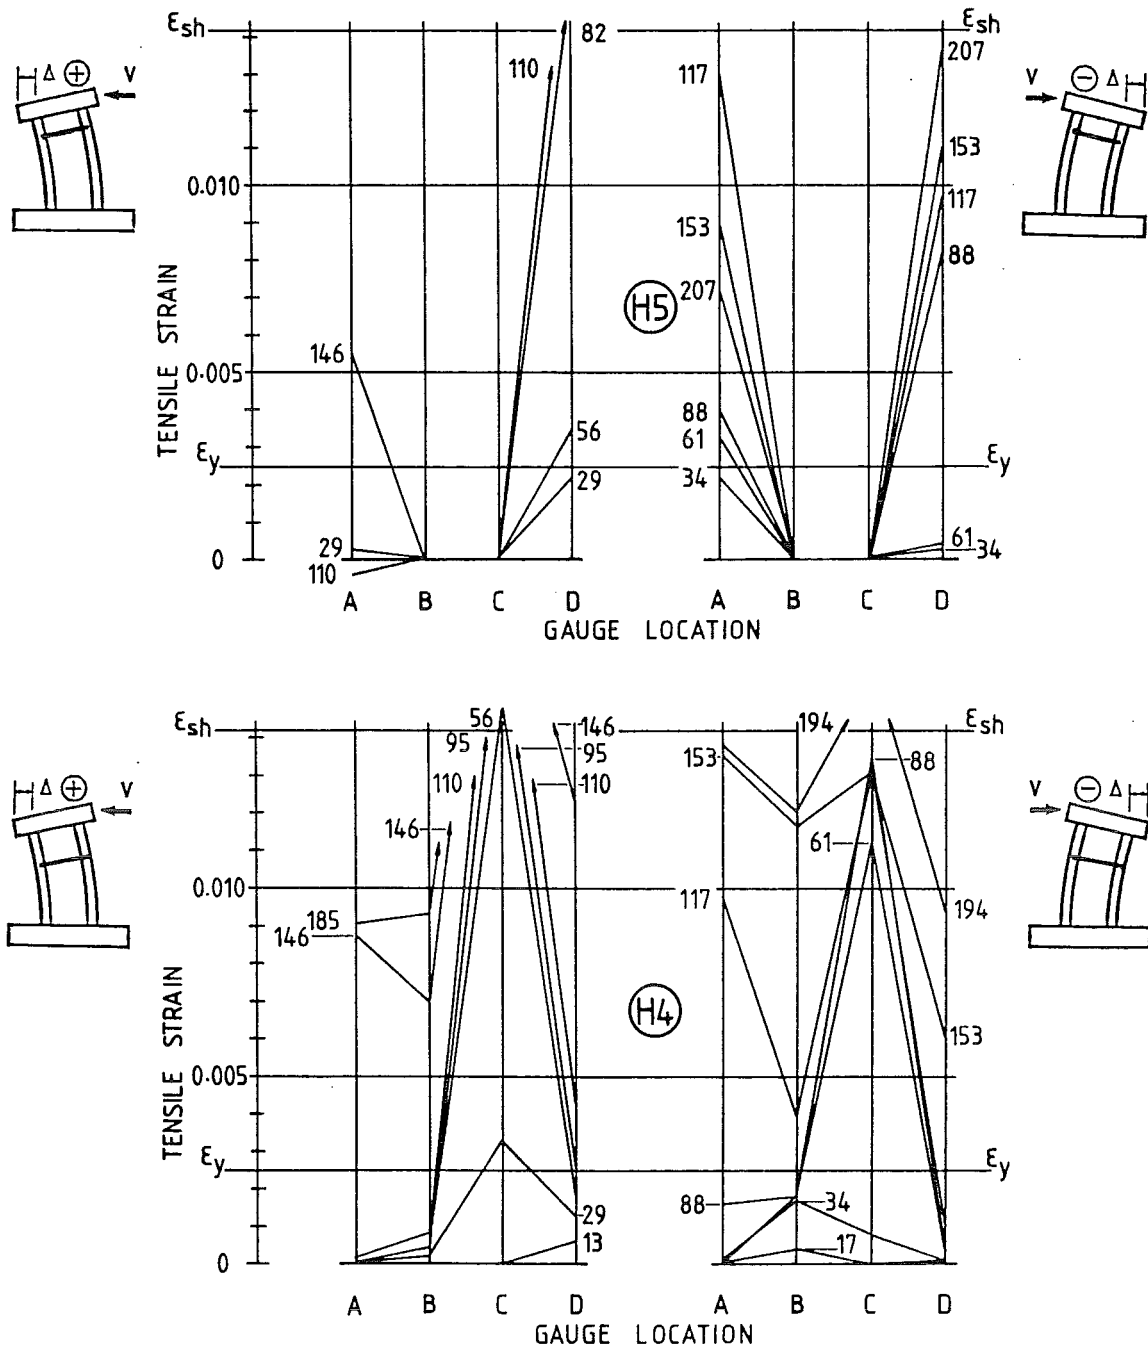 εsh
82
εsh
207
Δ ⊕ V
110
117
V ⊖ Δ
153
0.010
117
153
88
TENSILE STRAIN
H5
207
146
0.005
88
56
61
εy
εy
29
34
29
61
0
34
110
A B C D A B C D
GAUGE LOCATION
εsh
56
146
194
εsh
95
95
153
88
110
110
Δ ⊕ V
V ⊖ Δ
146
61
0.010
117
185
194
146
TENSILE STRAIN
H4
153
0.005
εy
εy
88
34
29
17
13
0
A B C D A B C D
GAUGE LOCATION